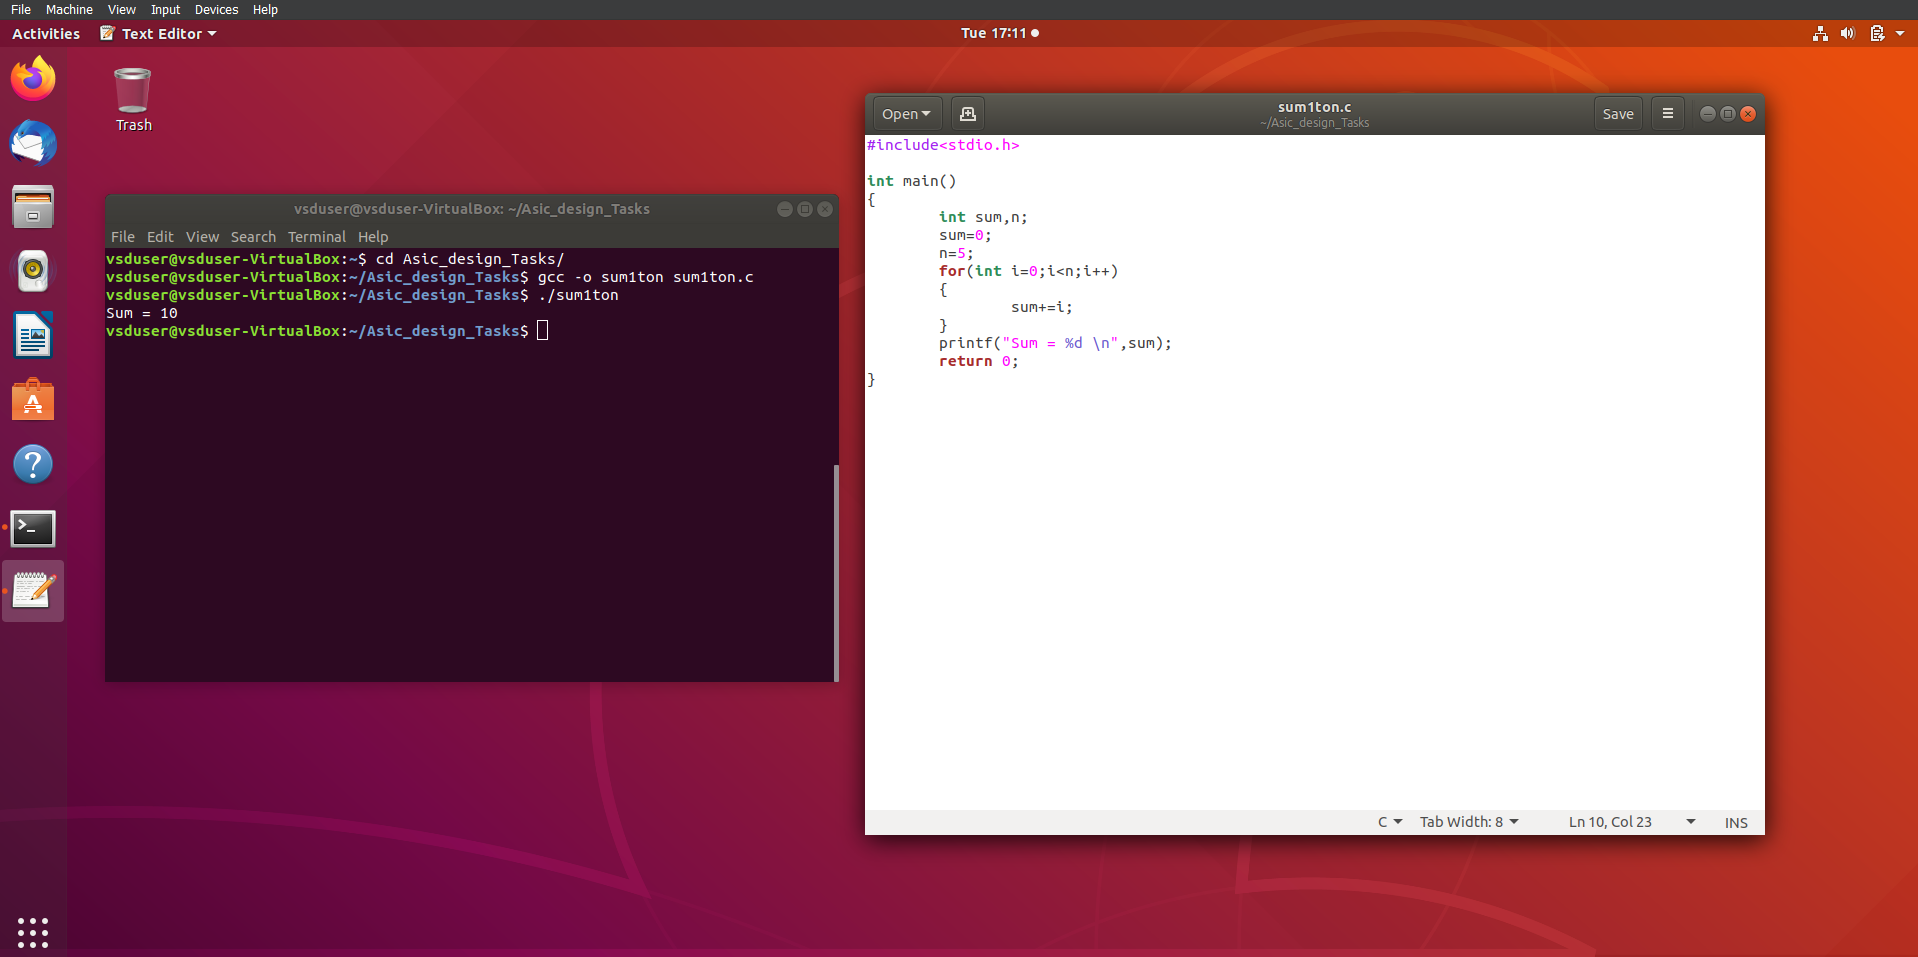 File Machine View Input Devices Help
Activities Text Editor Tue 17:11
Trash
vsduser@vsduser-VirtualBox: ~/Asic_design_Tasks
File Edit View Search Terminal Help
vsduser@vsduser-VirtualBox:~$ cd Asic_design_Tasks/
vsduser@vsduser-VirtualBox:~/Asic_design_Tasks$ gcc -o sum1ton sum1ton.c
vsduser@vsduser-VirtualBox:~/Asic_design_Tasks$ ./sum1ton
Sum = 10
vsduser@vsduser-VirtualBox:~/Asic_design_Tasks$
Open sum1ton.c Save
~/Asic_design_Tasks
#include<stdio.h>
int main()
{
        int sum,n;
        sum=0;
        n=5;
        for(int i=0;i<n;i++)
        {
                sum+=i;
        }
        printf("Sum = %d \n",sum);
        return 0;
}
C Tab Width: 8 Ln 10, Col 23 INS